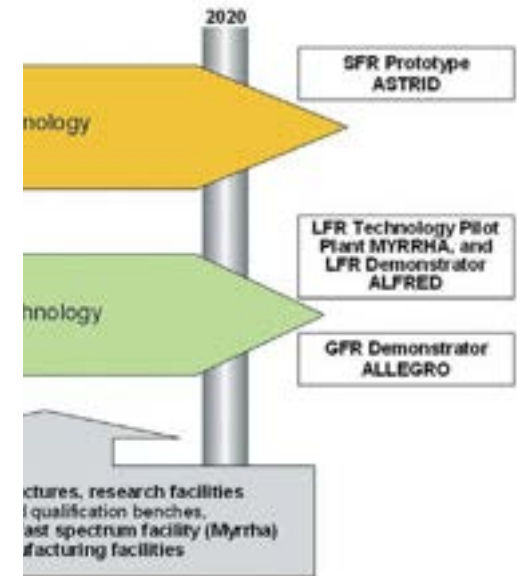 2020
SFR Prototype
ASTRID
nology
LFR Technology Pilot
Plant MYRRHA, and
LFR Demonstrator
ALFRED
hnology
GFR Demonstrator
ALLEGRO
ctures, research facilities
qualification benches,
ast spectrum facility (Myrrha)
ufacturing facilities